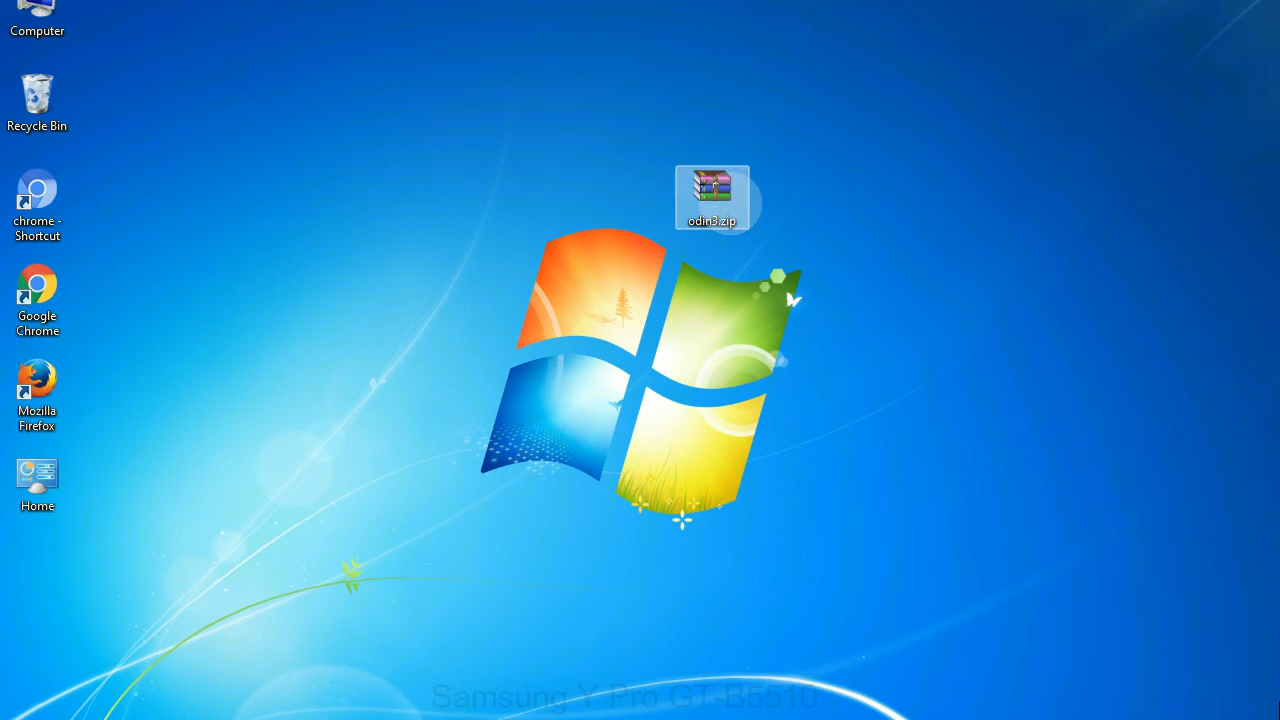 Computer
Recycle Bin
chrome -
Shortcut
Google
Chrome
Mozilla
Firefox
Home
odin3.zip
Samsung Y Pro GT-B5510